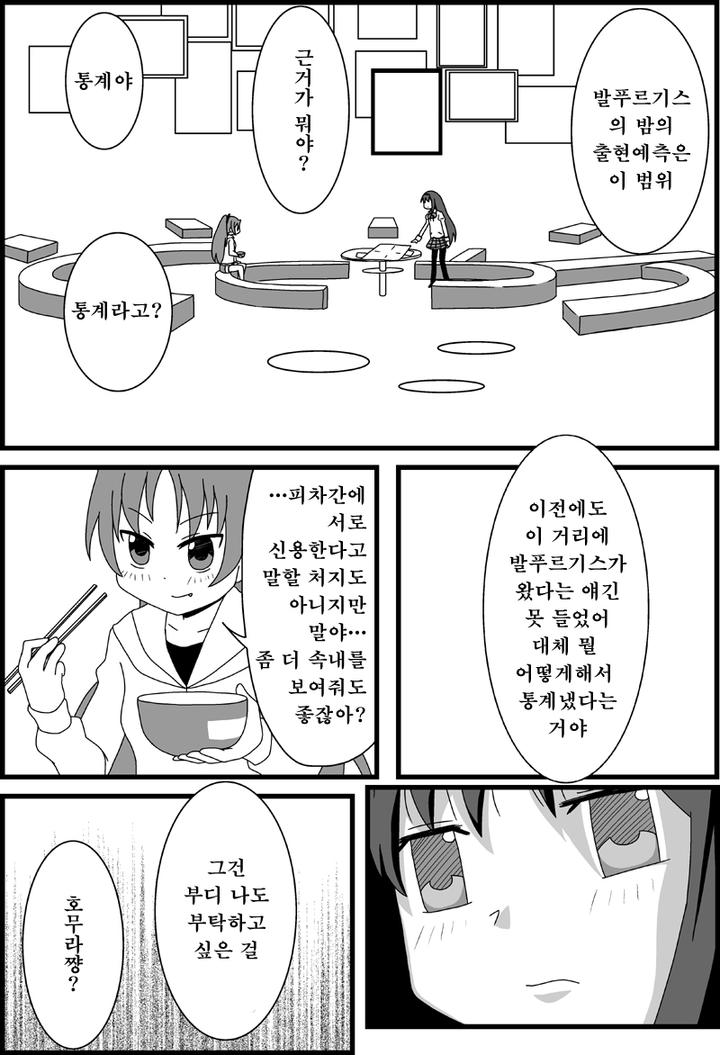 발푸르기스
의 밤의
출현예측은
이 범위
근거가 뭐야?
통계야
통계라고?
이전에도
이 거리에
발푸르기스가
왔다는 얘긴
못 들었어
대체 뭘
어떻게해서
통계냈다는
거야
…피차간에
서로
신용한다고
말할 처지도
아니지만
말야…
좀 더 속내를
보여줘도
좋잖아?
그건
부디 나도
부탁하고
싶은 걸
호무라쨩?